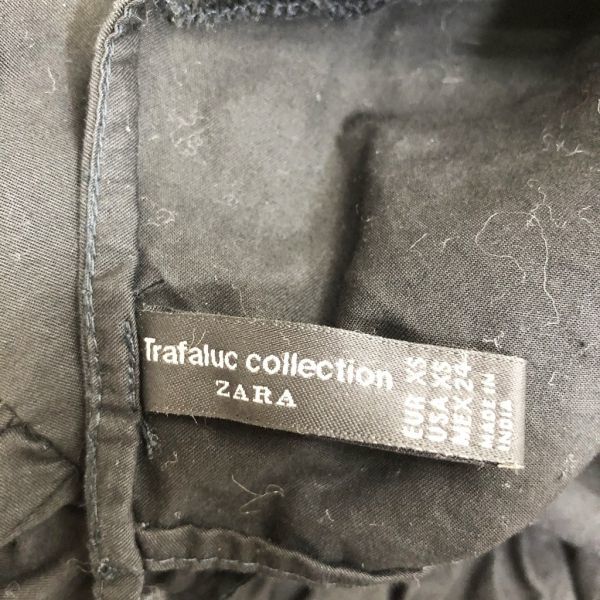 Trafaluc collection
ZARA
EUR XS
USA XS
MEX 24
MADE IN
INDIA